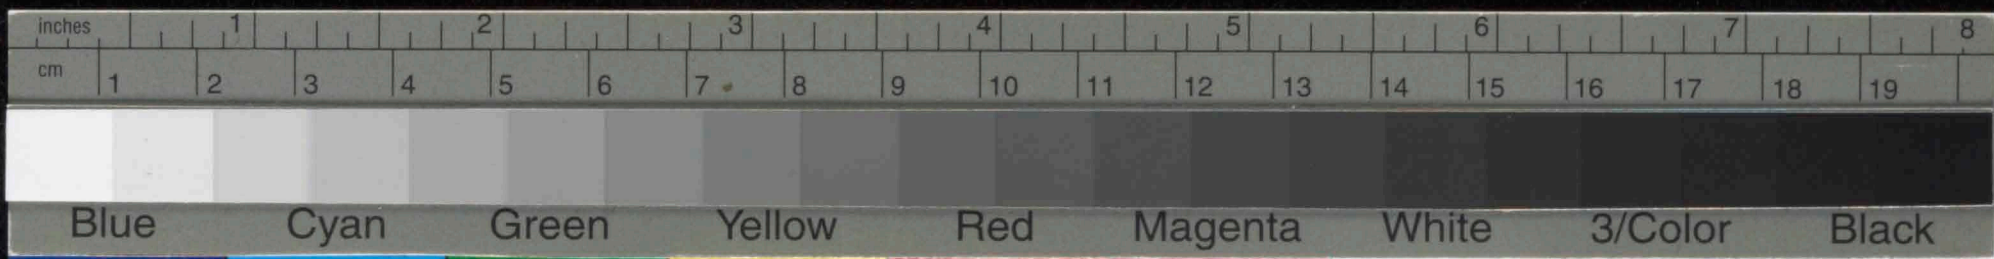 inches 1 2 3 4 5 6 7 8
cm 1 2 3 4 5 6 7 8 9 10 11 12 13 14 15 16 17 18 19
Blue Cyan Green Yellow Red Magenta White 3/Color Black